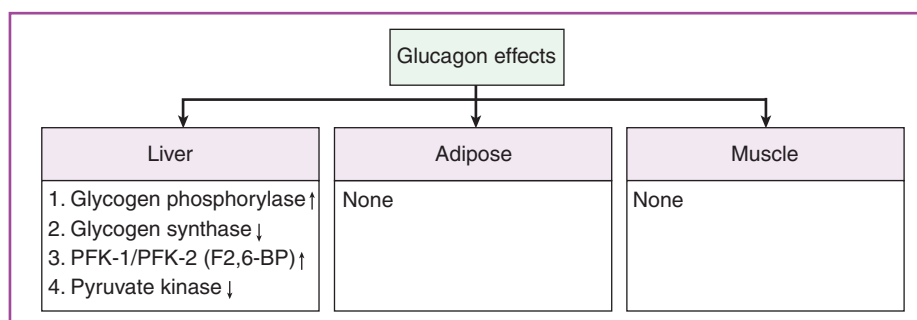 Glucagon effects
Liver
Adipose
Muscle
1. Glycogen phosphorylase↑
2. Glycogen synthase↓
3. PFK-1/PFK-2 (F2,6-BP)↑
4. Pyruvate kinase↓
None
None